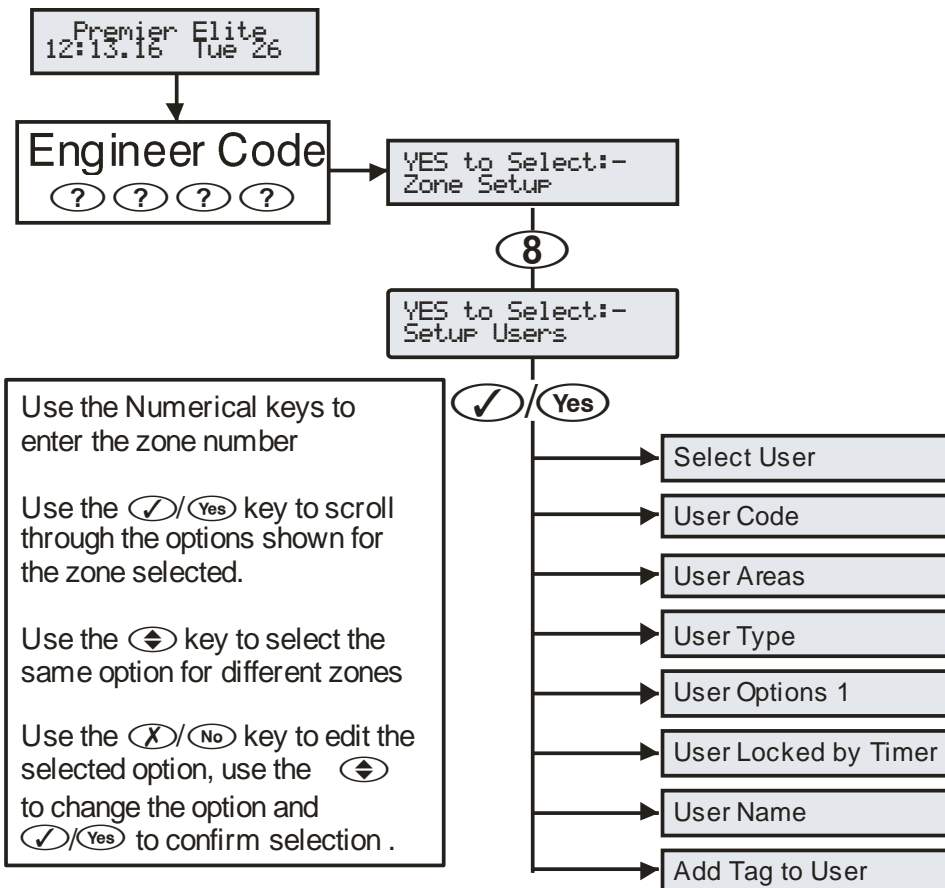 Premier Elite
12:13.16 Tue 26
Engineer Code
? ? ? ?
YES to Select:-
Zone Setup
8
YES to Select:-
Setup Users
✓/Yes
Use the Numerical keys to
enter the zone number
Use the ✓/Yes key to scroll
through the options shown for
the zone selected.
Use the key to select the
same option for different zones
Use the ✗/No key to edit the
selected option, use the
to change the option and
✓/Yes to confirm selection .
Select User
User Code
User Areas
User Type
User Options 1
User Locked by Timer
User Name
Add Tag to User